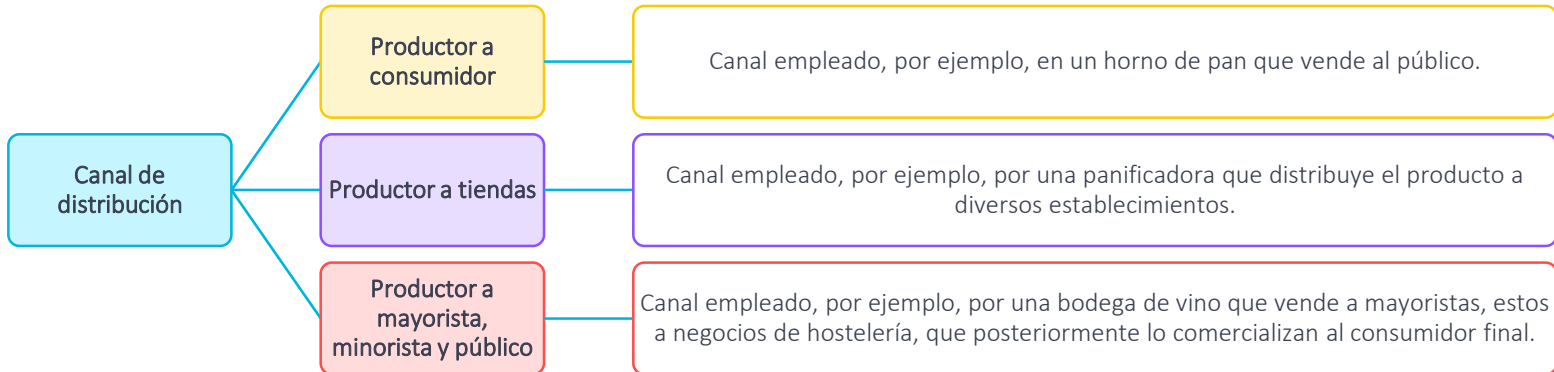 Canal de
distribución
Productor a
consumidor
Canal empleado, por ejemplo, en un horno de pan que vende al público.
Productor a tiendas
Canal empleado, por ejemplo, por una panificadora que distribuye el producto a
diversos establecimientos.
Productor a
mayorista,
minorista y público
Canal empleado, por ejemplo, por una bodega de vino que vende a mayoristas, estos
a negocios de hostelería, que posteriormente lo comercializan al consumidor final.